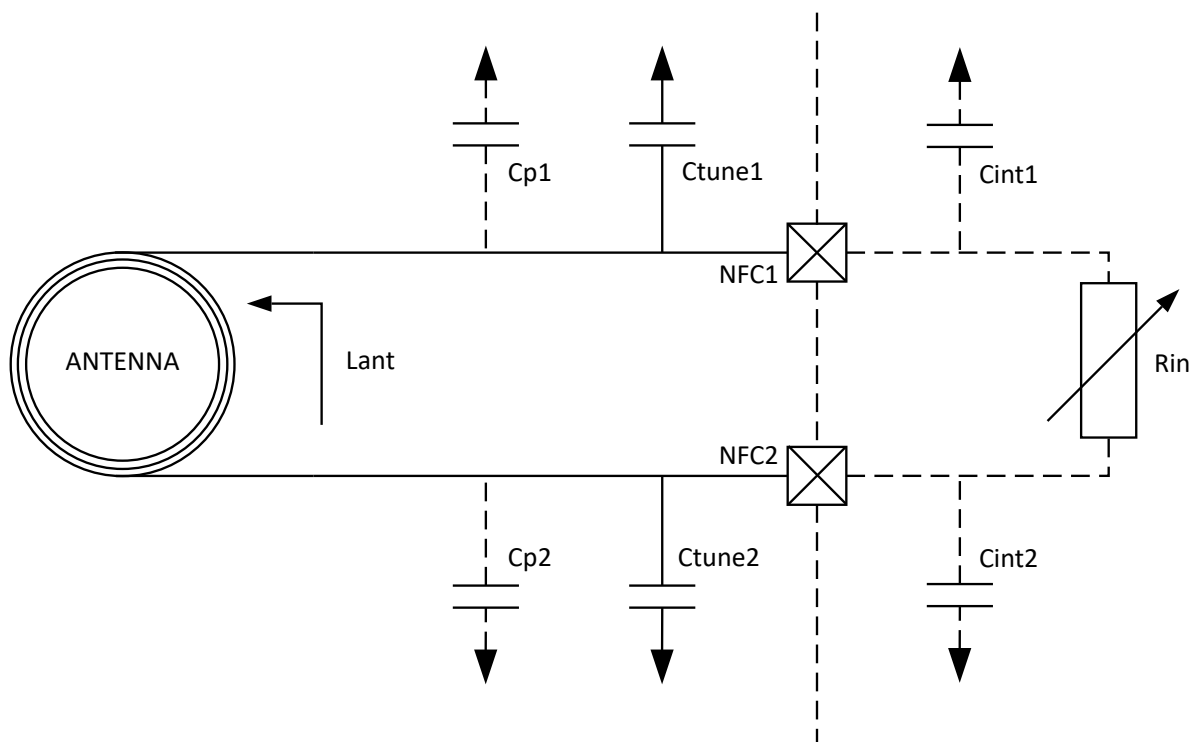 Cp1
Ctune1
Cint1
NFC1
ANTENNA
Lant
Rin
NFC2
Cp2
Ctune2
Cint2